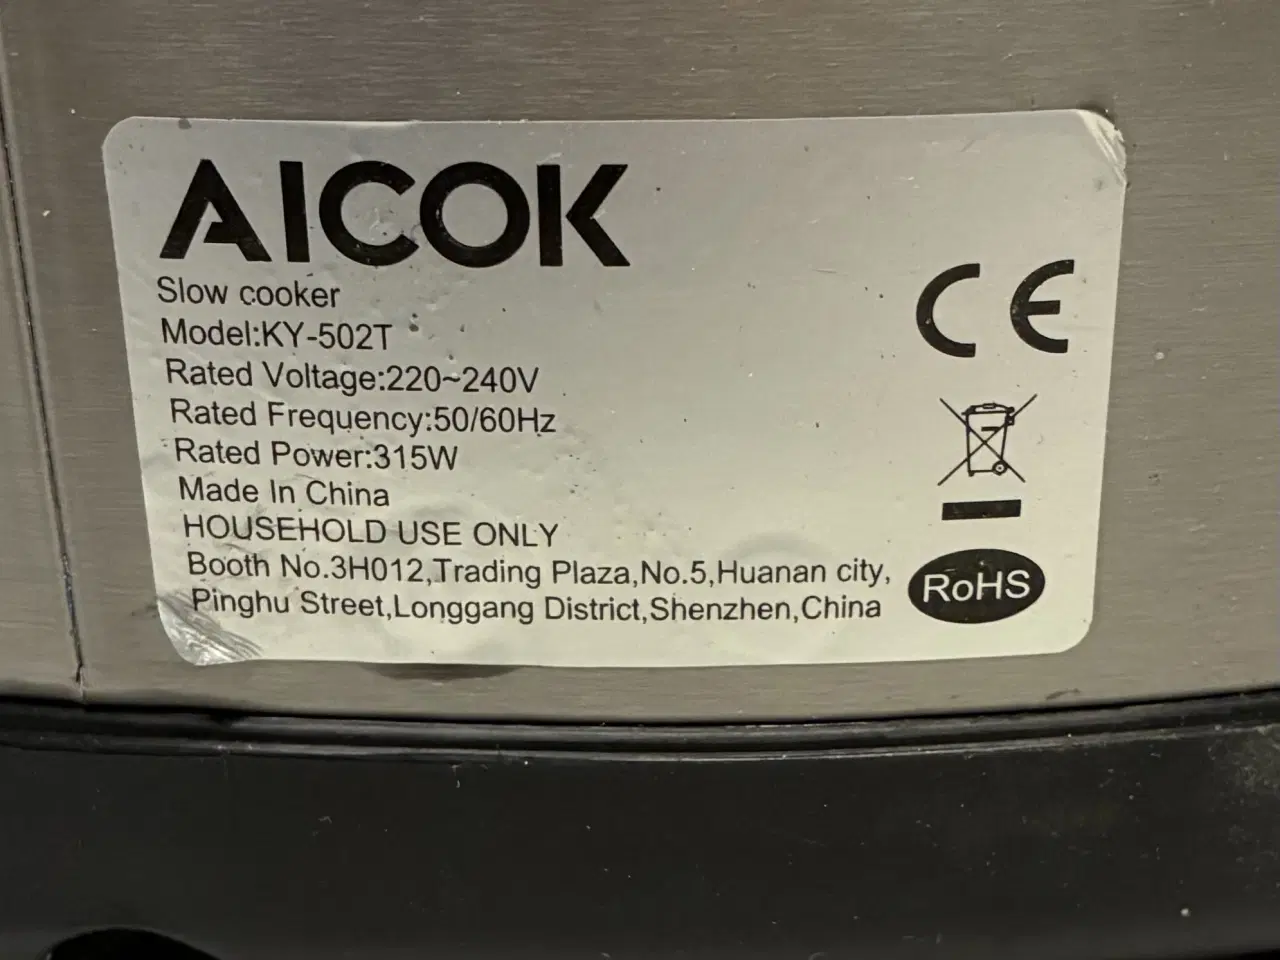 AICOK
Slow cooker
Model:KY-502T
Rated Voltage:220~240V
Rated Frequency:50/60Hz
Rated Power:315W
Made In China
HOUSEHOLD USE ONLY
Booth No.3H012,Trading Plaza,No.5,Huanan city,
Pinghu Street,Longgang District,Shenzhen,China
CE
RoHS